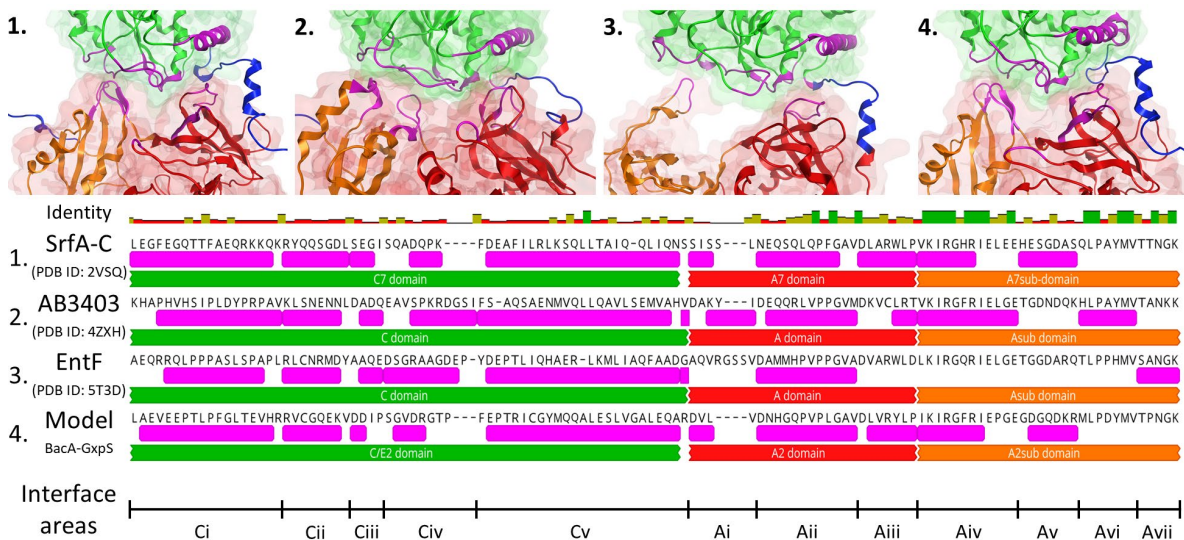 1.
2.
3.
4.
Identity
SrfA-C
1.
(PDB ID: 2VSQ)
LEGFEGQTTFAEQRKKQKRYQQSGDLSEGISQADQPK----FDEAFILRLKSQLLTAIQ-QLIQNSSISS---LNEQSQLQPFGAVDLARWLPVKIRGHRIELEEHESGDASQLPAYMVTTNGK
C7 domain
A7 domain
A7sub-domain
AB3403
2.
(PDB ID: 4ZXH)
KHAPHVHSIPLDYPRPAVKLSNENNLDADQEAVSPKRDGSIFS-AQSAENMVQLLQAVLSEMVAHVDAKYI---IDEQQRLVPPGVMDKVCLRTVKIRGFRIELGETGDNDQKHLPAYMVTANKK
C domain
A domain
Asub domain
EntF
3.
(PDB ID: 5T3D)
AEQRRQLPPPASLSPAPLRLCNRMDYAAQEDSGRAAGDEP-YDEPTLIQHAER-LKMLIAQFAADGAQVRGSSVDAMMHPVPPGVADVARWLDLKIRGQRIELGETGGDARQTLPPHMVSANGK
C domain
A domain
Asub domain
Model
4.
BacA-GxpS
LAEVEEPTLPFGLTEVHRRVCGQEKVDDIPSGVDRGTP---FEPTRICGYMQQALESLVGALEQARDVL----VDNHGQPVPLGAVDLVRYLPIKIRGFRIEPGEGDGQDKRMLPDYMVTPNGK
C/E2 domain
A2 domain
A2sub domain
Interface
areas
Ci Cii Ciii Civ Cv Ai Aii Aiii Aiv Av Avi Avii